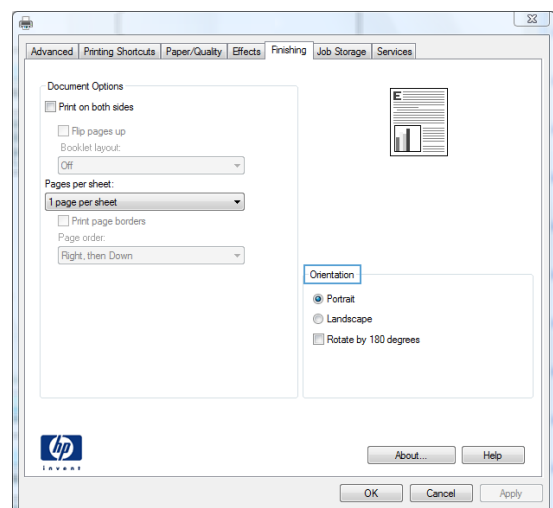 Advanced Printing Shortcuts Paper/Quality Effects Finishing Job Storage Services
Document Options
Print on both sides
Flip pages up
Booklet layout:
Off
Pages per sheet:
1 page per sheet
Print page borders
Page order:
Right, then Down
E
Orientation
Portrait
Landscape
Rotate by 180 degrees
hp
invent
About... Help
OK Cancel Apply